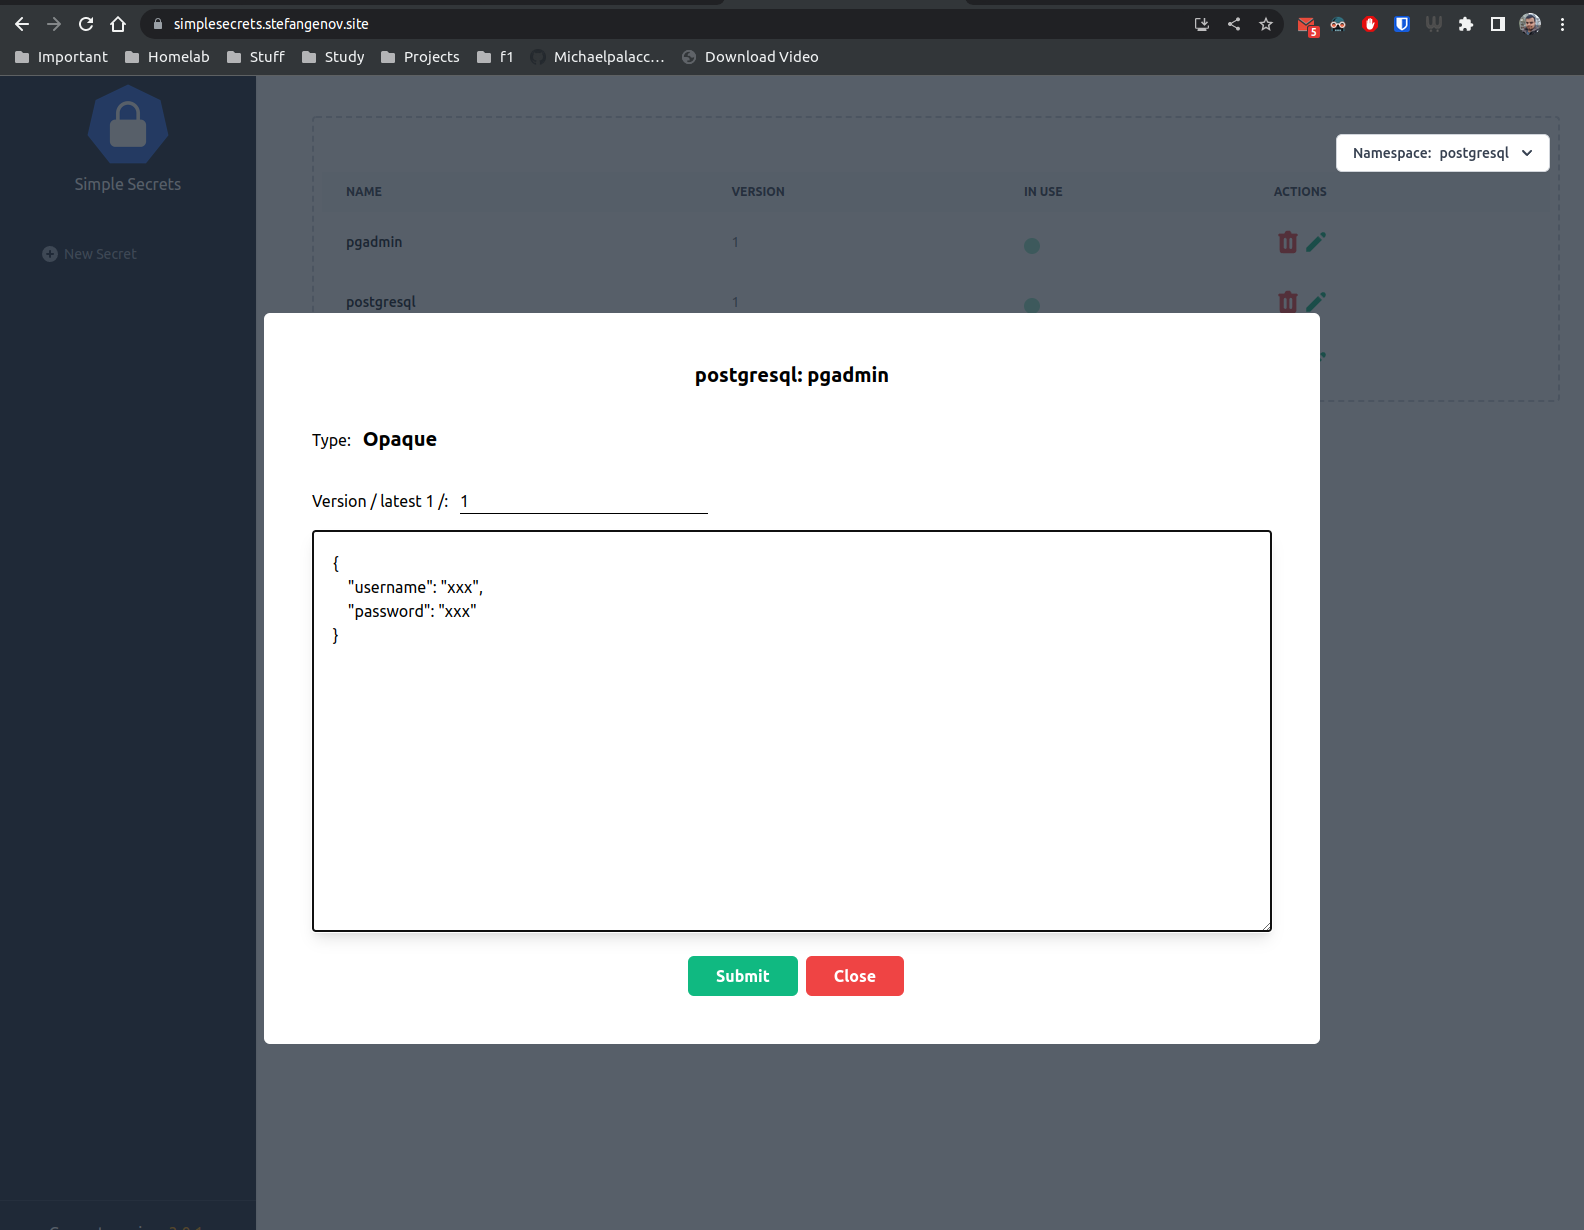 simplesecrets.stefangenov.site
5
Important Homelab Stuff Study Projects f1 Michaelpalacc... Download Video
Simple Secrets
New Secret
Namespace: postgresql
NAME VERSION IN USE ACTIONS
pgadmin 1
postgresql 1
postgresql: pgadmin
Type: Opaque
Version / latest 1 /: 1
{
"username": "xxx",
"password": "xxx"
}
Submit Close